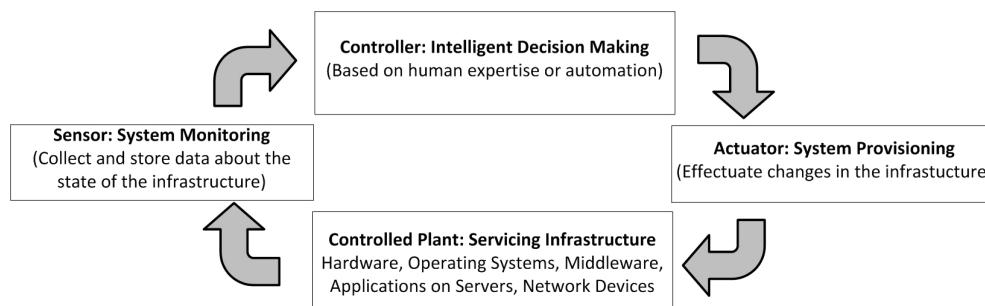 Controller: Intelligent Decision Making
(Based on human expertise or automation)
Sensor: System Monitoring
(Collect and store data about the
state of the infrastructure)
Actuator: System Provisioning
(Effectuate changes in the infrastucture
Controlled Plant: Servicing Infrastructure
Hardware, Operating Systems, Middleware,
Applications on Servers, Network Devices